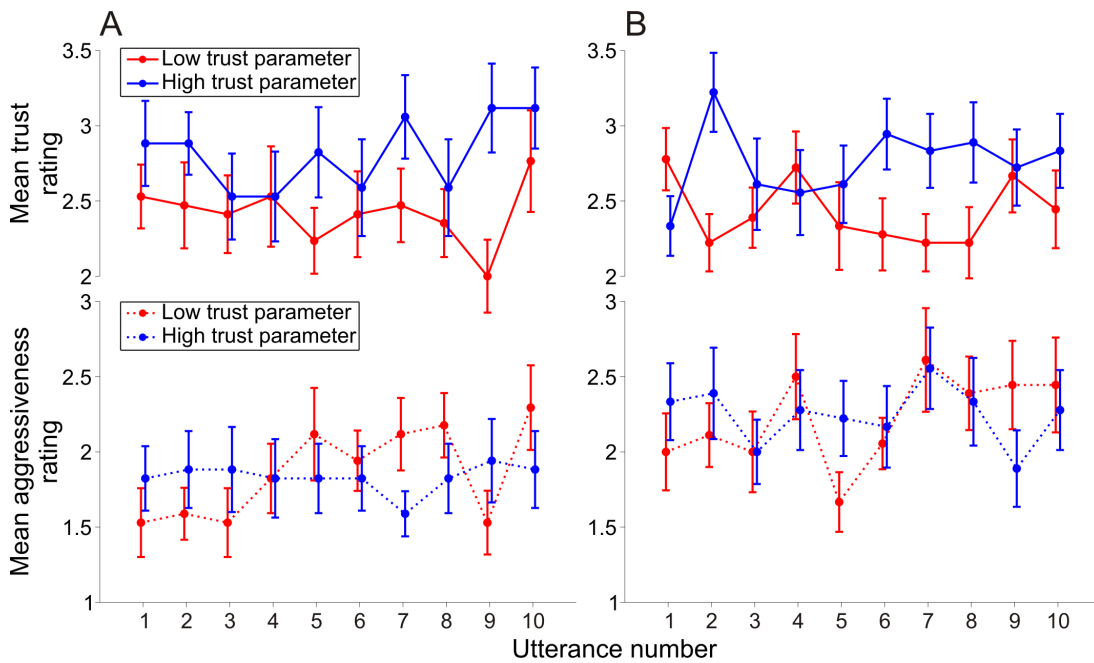 A
B
Mean trust
rating
3.5
3
2.5
2
Low trust parameter
High trust parameter
3.5
3
2.5
2
Mean aggressiveness
rating
3
2.5
2
1.5
1
Low trust parameter
High trust parameter
3
2.5
2
1.5
1
1 2 3 4 5 6 7 8 9 10
1 2 3 4 5 6 7 8 9 10
Utterance number